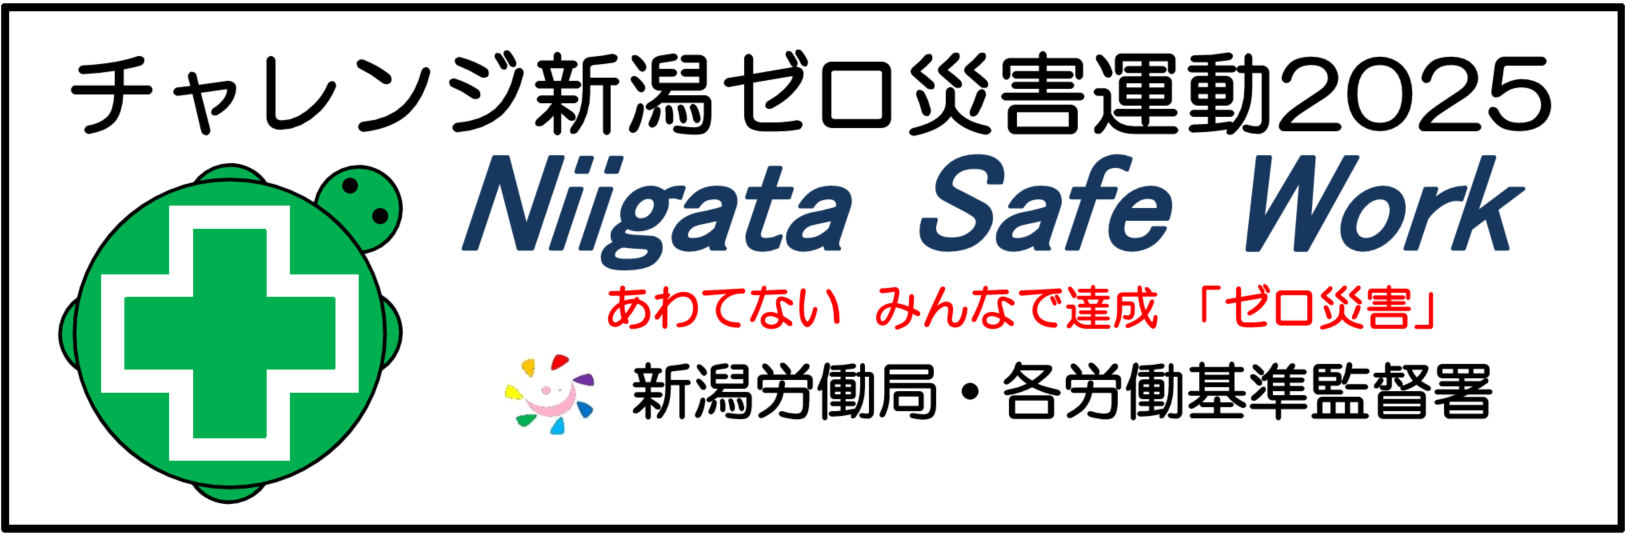 チャレンジ新潟ゼロ災害運動2025
Niigata Safe Work
あわてない みんなで達成 「ゼロ災害」
新潟労働局・各労働基準監督署